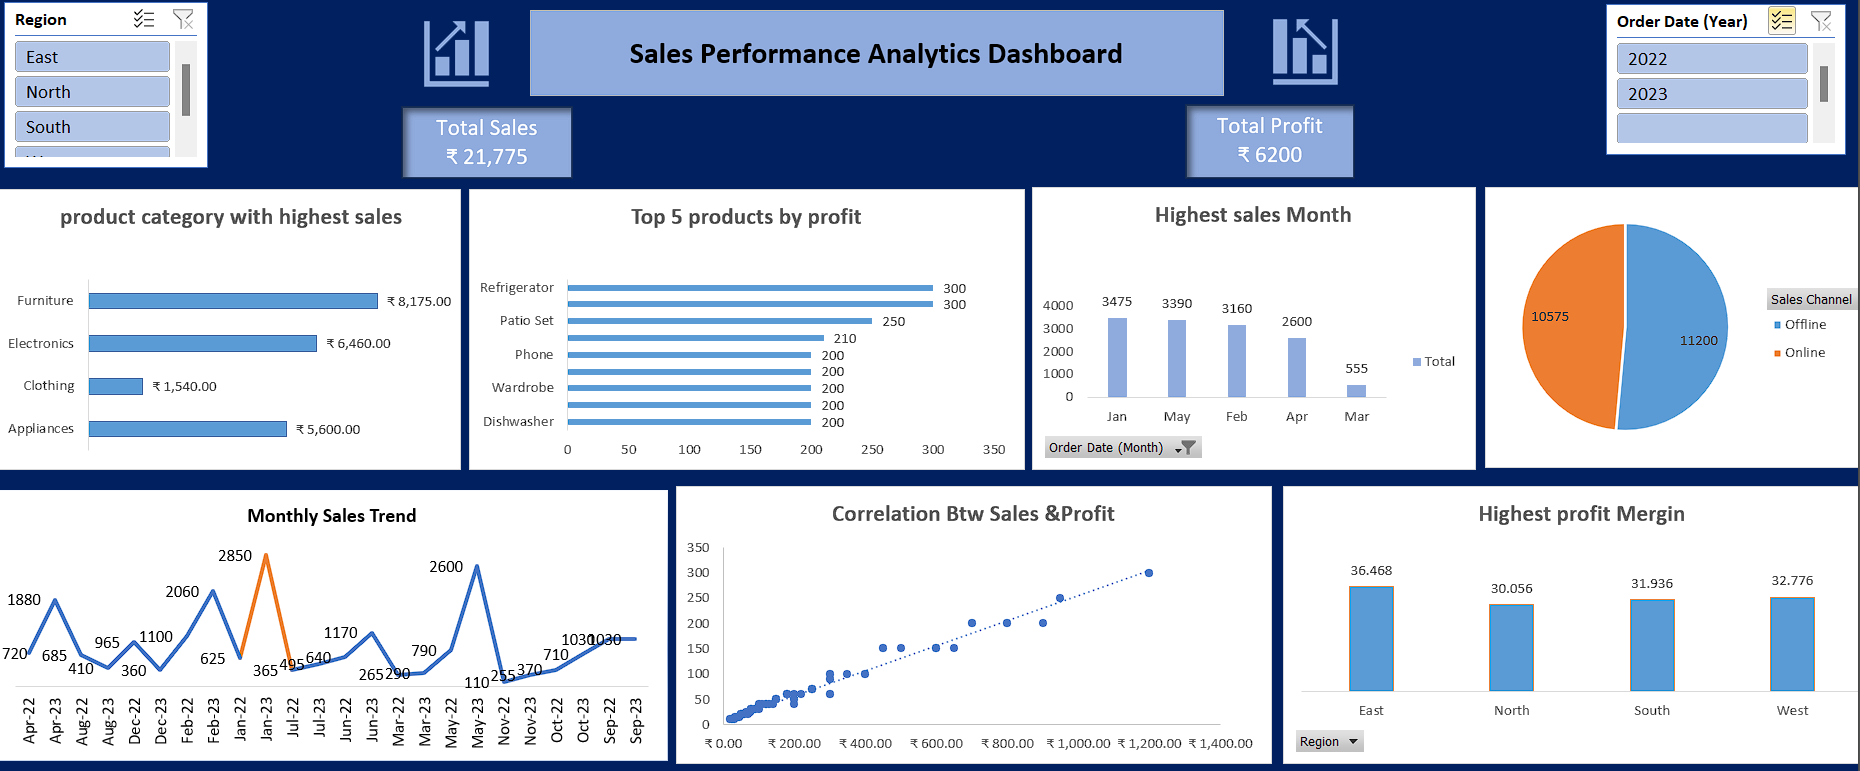 Region
East
North
South
Sales Performance Analytics Dashboard
Total Sales
₹ 21,775
Total Profit
₹ 6200
Order Date (Year)
2022
2023
product category with highest sales
Furniture ₹ 8,175.00
Electronics ₹ 6,460.00
Clothing ₹ 1,540.00
Appliances ₹ 5,600.00
Top 5 products by profit
Refrigerator 300
300
Patio Set 250
210
Phone 200
200
Wardrobe 200
200
Dishwasher 200
0 50 100 150 200 250 300 350
Highest sales Month
4000
3000
2000
1000
0
3475 3390 3160 2600 555
Total
Jan May Feb Apr Mar
Order Date (Month)
10575
11200
Sales Channel
Offline
Online
Monthly Sales Trend
720 1880 685 410 965 360 1100 2060 625 2850 365 495 640 1170 265 290 790 2600 110 255 370 710 1030 1030
Apr-22 Apr-23 Aug-22 Aug-23 Dec-22 Dec-23 Feb-22 Feb-23 Jan-22 Jan-23 Jul-22 Jul-23 Jun-22 Jun-23 Mar-22 Mar-23 May-22 May-23 Nov-22 Nov-23 Oct-22 Oct-23 Sep-22 Sep-23
Correlation Btw Sales &Profit
350
300
250
200
150
100
50
0
₹ 0.00 ₹ 200.00 ₹ 400.00 ₹ 600.00 ₹ 800.00 ₹ 1,000.00 ₹ 1,200.00 ₹ 1,400.00
Highest profit Mergin
36.468 30.056 31.936 32.776
East North South West
Region